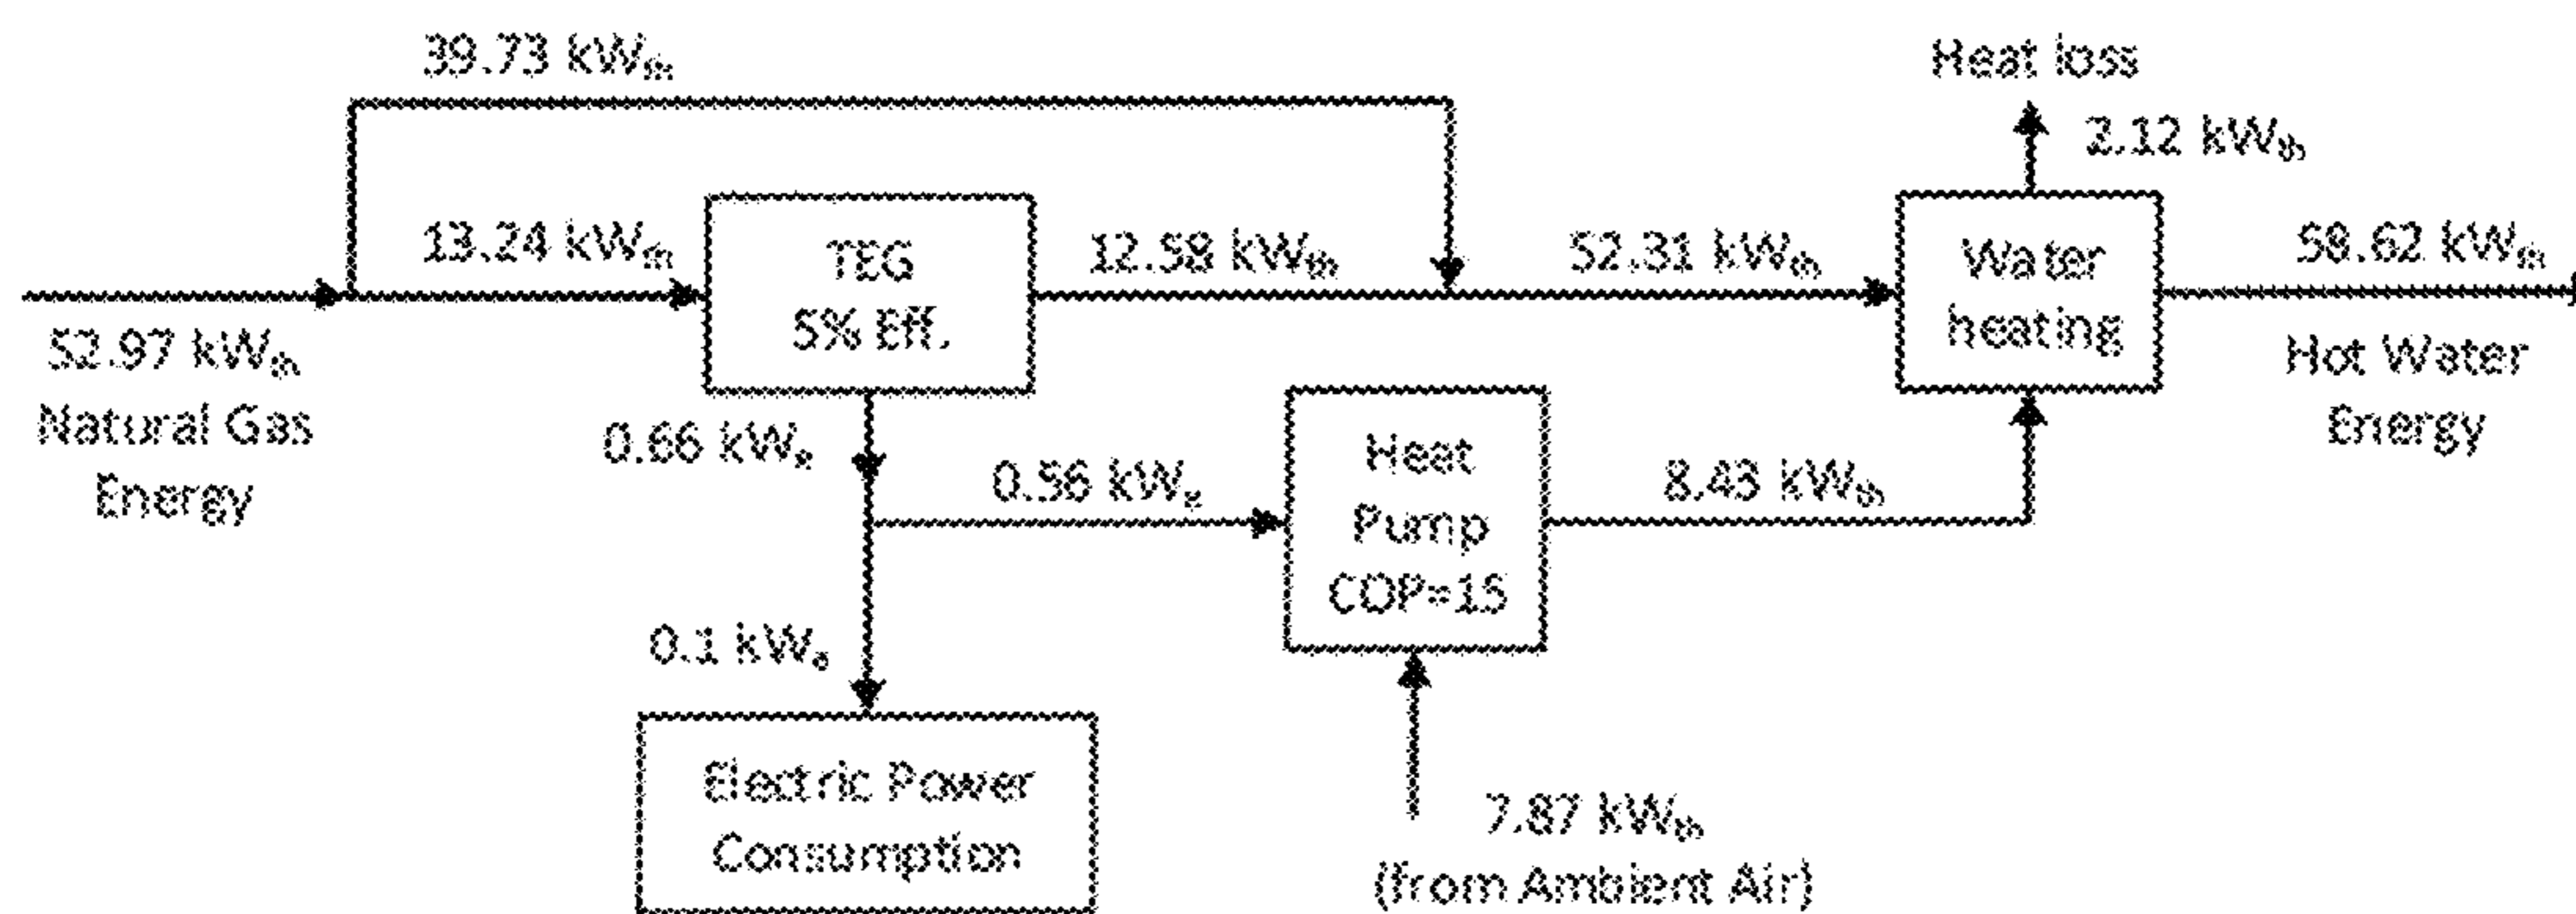 39.73 kWth
Heat loss
2.12 kWth
13.24 kWth
TEG
5% Eff.
12.58 kWth
52.31 kWth
Water
heating
58.62 kWth
Hot Water
Energy
52.97 kWth
Natural Gas
Energy
0.66 kWe
0.56 kWe
Heat
Pump
COP=15
8.43 kWth
0.1 kWe
Electric Power
Consumption
7.87 kWth
(from Ambient Air)